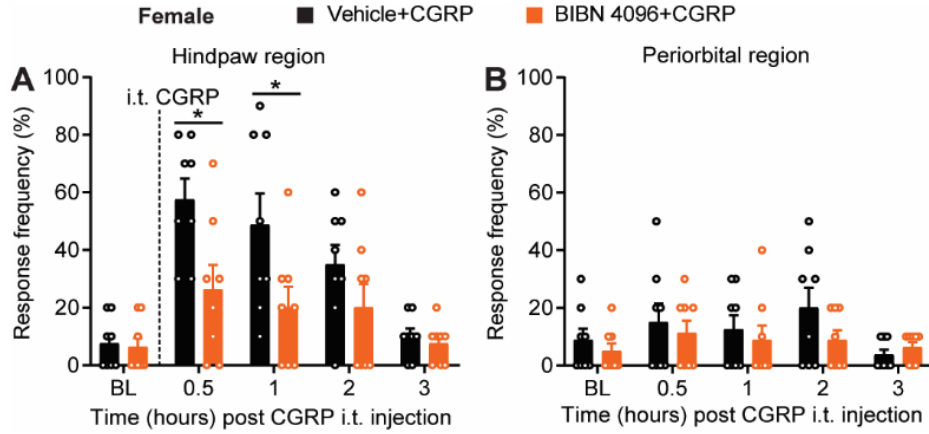 Female
Vehicle+CGRP
BIBN 4096+CGRP
A
Hindpaw region
i.t. CGRP
*
*
Response frequency (%)
100
80
60
40
20
0
BL
0.5
1
2
3
Time (hours) post CGRP i.t. injection
B
Periorbital region
Response frequency (%)
100
80
60
40
20
0
BL
0.5
1
2
3
Time (hours) post CGRP i.t. injection